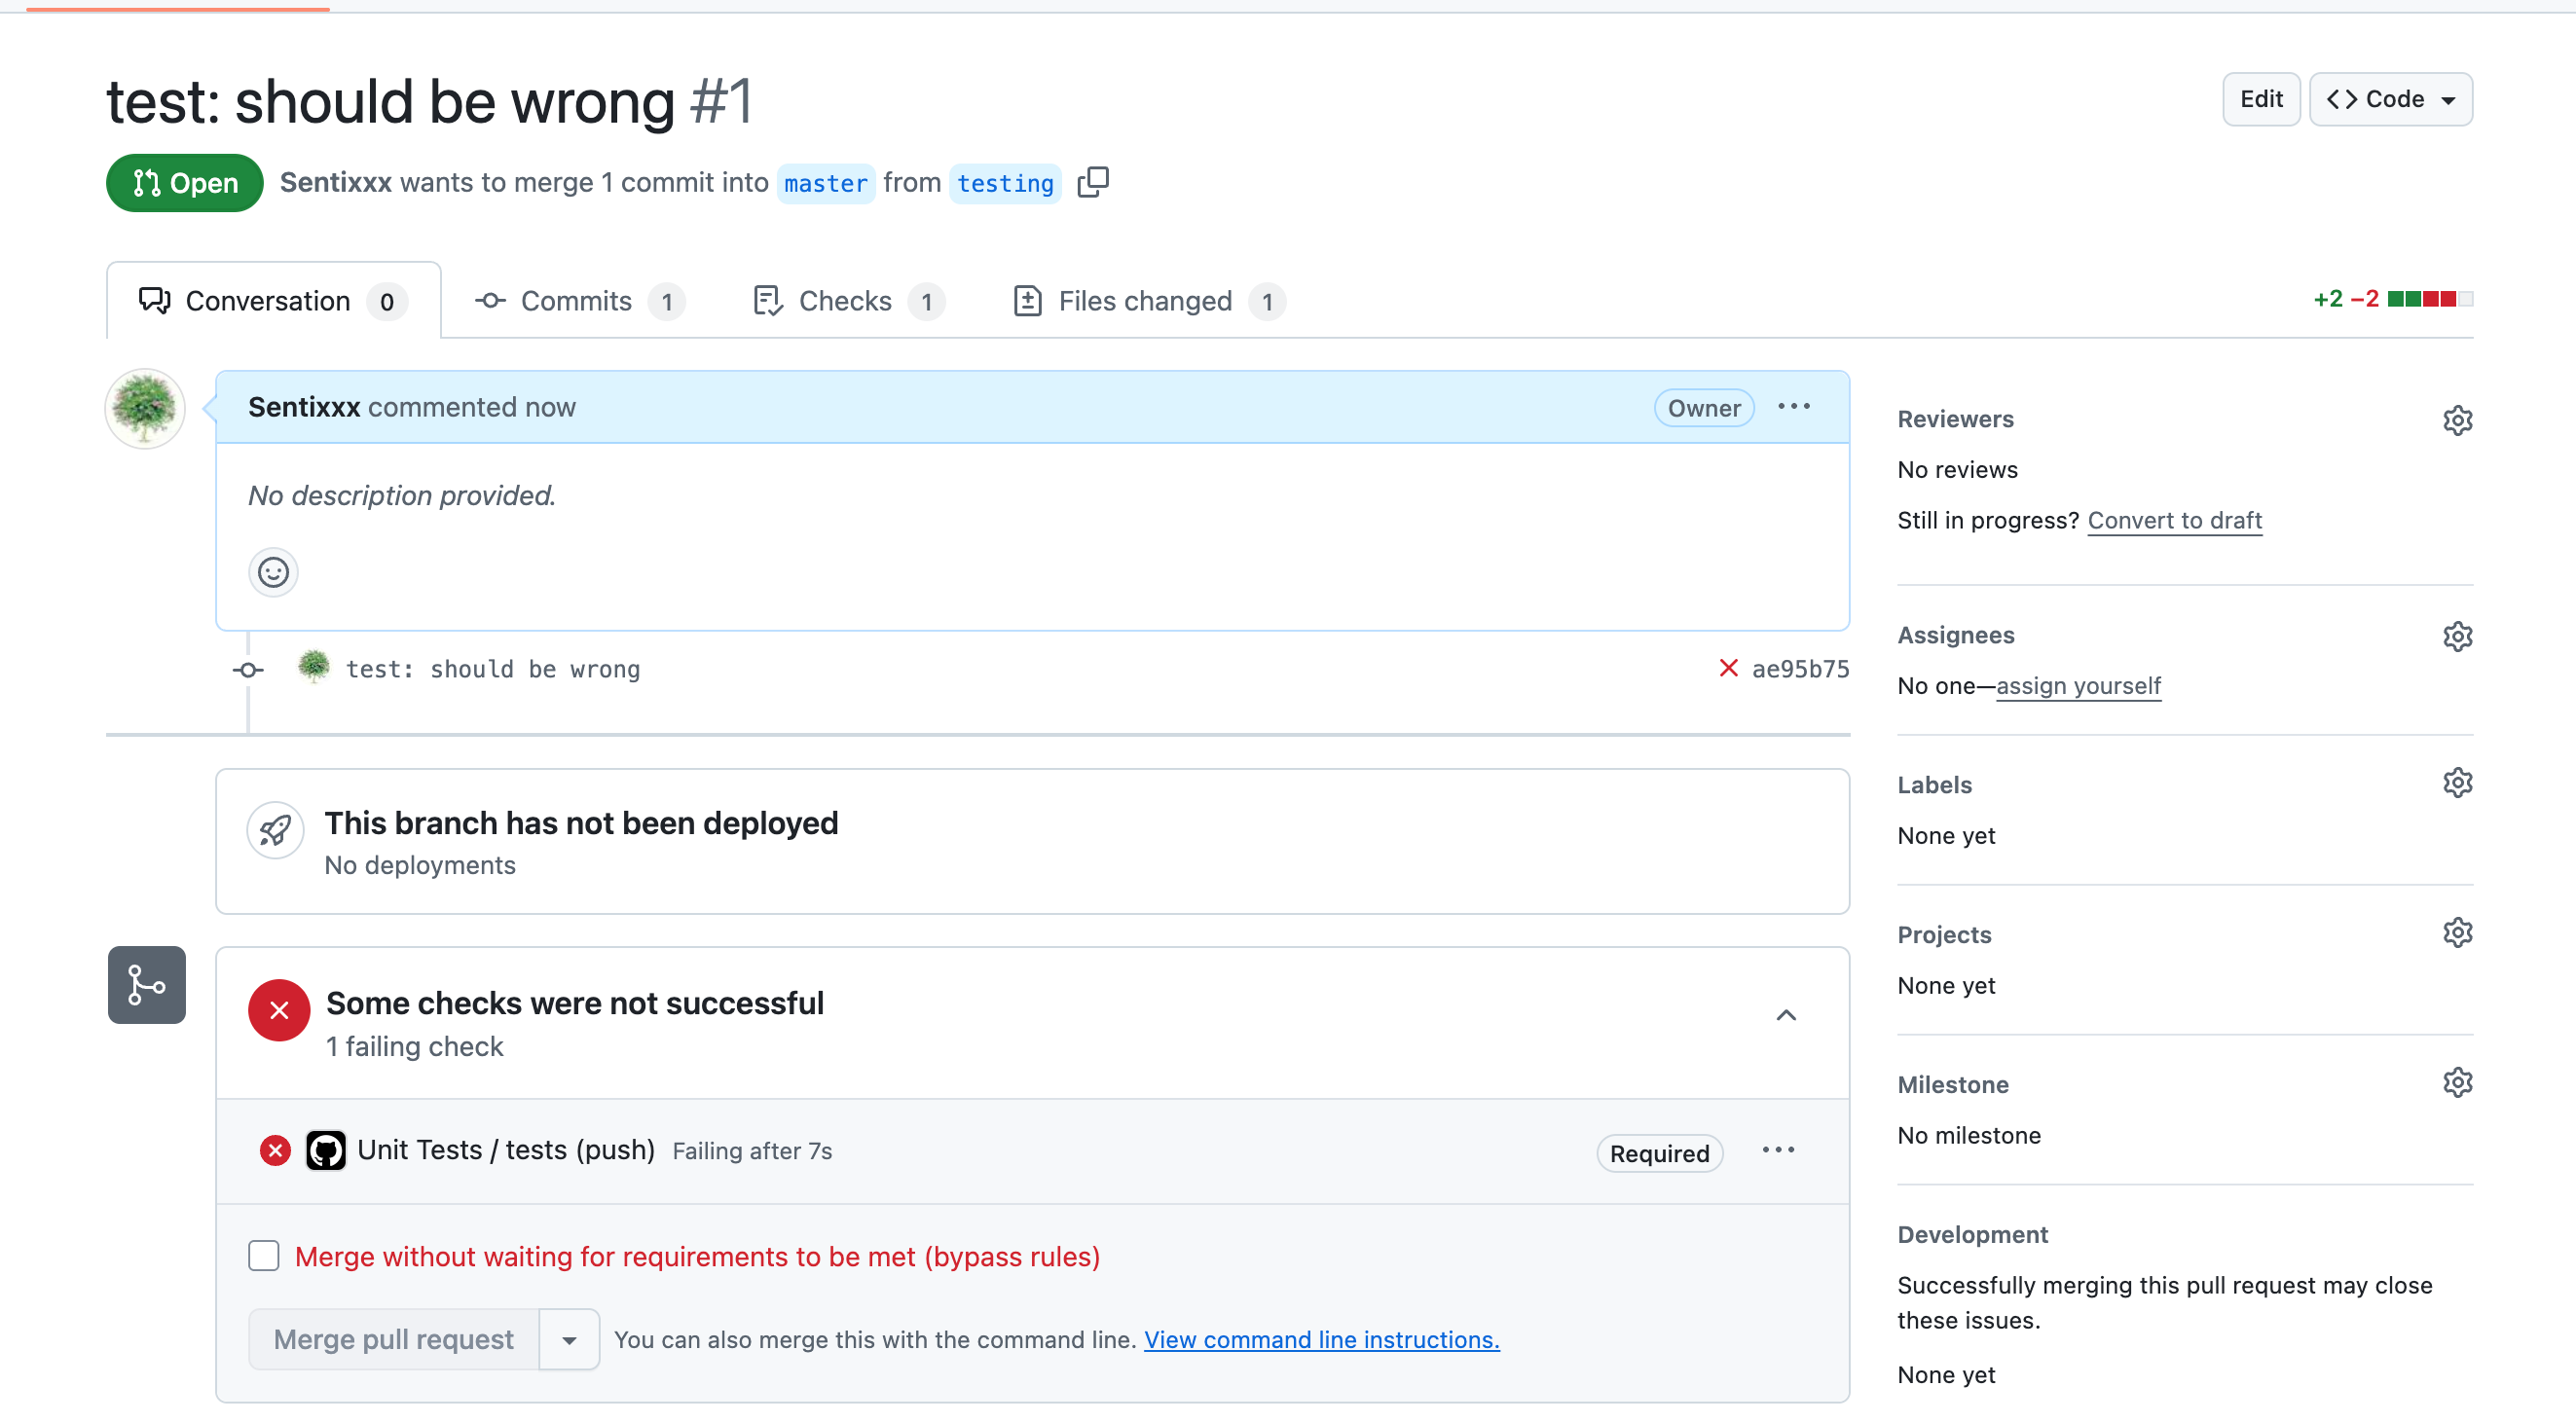 test: should be wrong #1
Edit
Code
Open
Sentixxx wants to merge 1 commit into master from testing
Conversation 0
Commits 1
Checks 1
Files changed 1
+2 −2
Sentixxx commented now
Owner
No description provided.
test: should be wrong
ae95b75
This branch has not been deployed
No deployments
Some checks were not successful
1 failing check
Unit Tests / tests (push) Failing after 7s
Required
Merge without waiting for requirements to be met (bypass rules)
Merge pull request
You can also merge this with the command line. View command line instructions.
Reviewers
No reviews
Still in progress? Convert to draft
Assignees
No one—assign yourself
Labels
None yet
Projects
None yet
Milestone
No milestone
Development
Successfully merging this pull request may close
these issues.
None yet